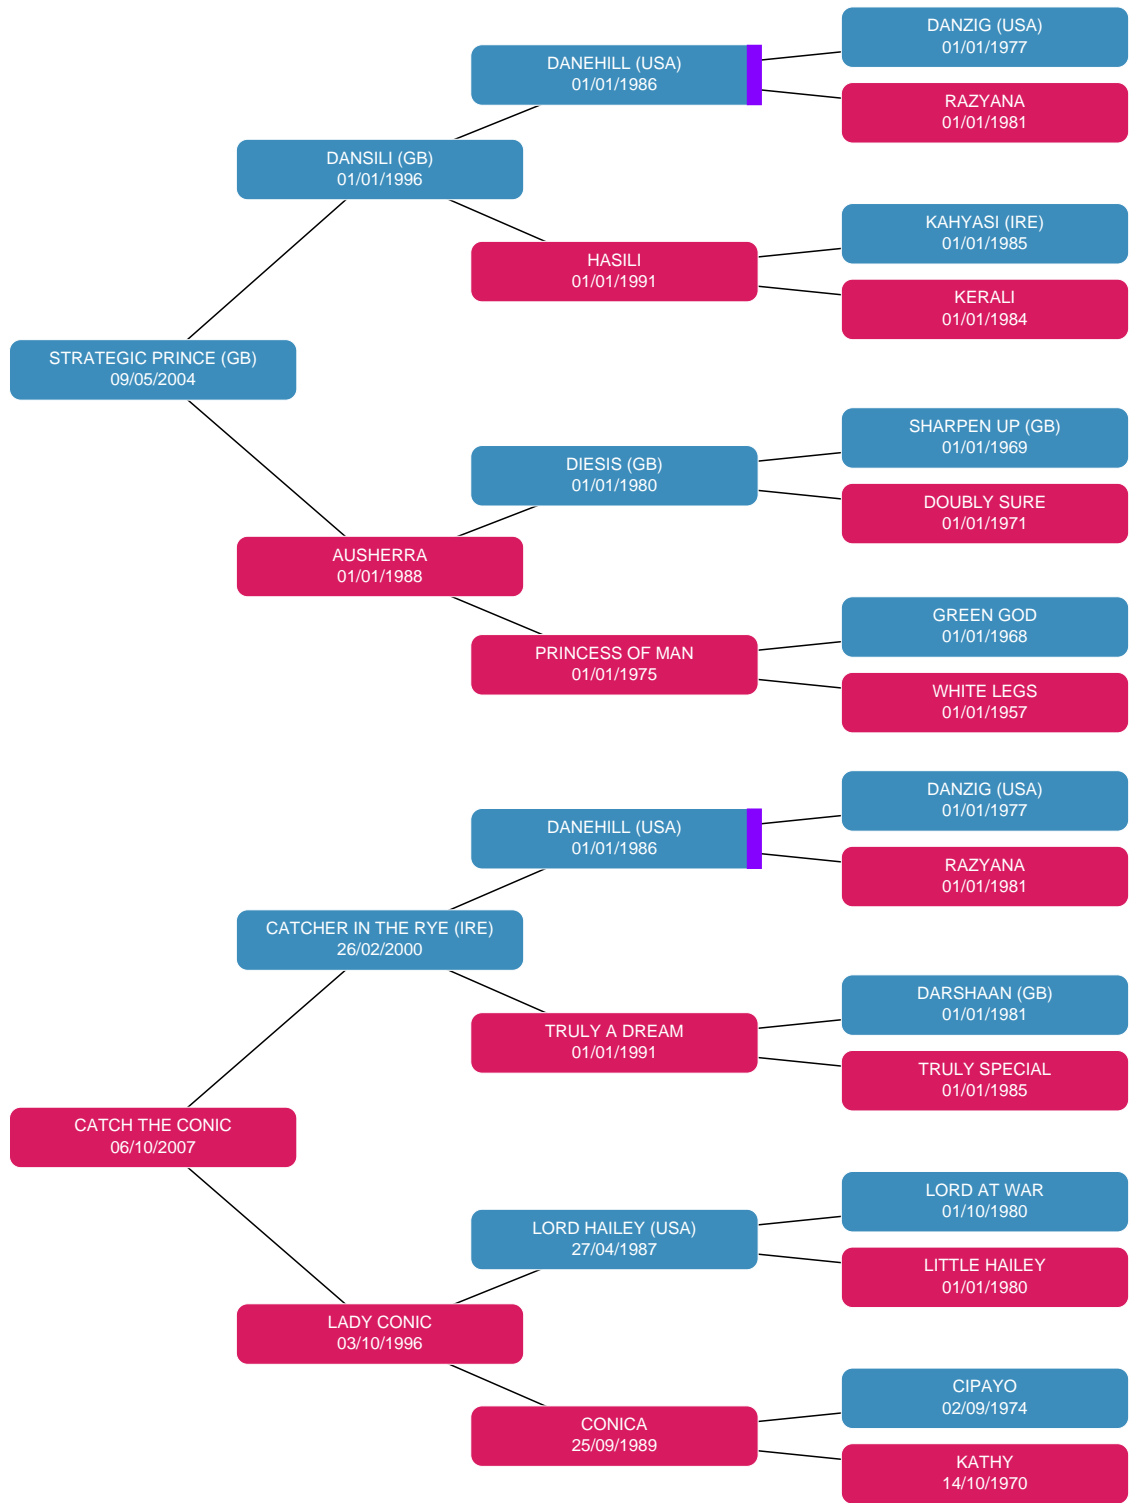 DANZIG (USA)
01/01/1977
DANEHILL (USA)
01/01/1986
RAZYANA
01/01/1981
DANSILI (GB)
01/01/1996
KAHYASI (IRE)
01/01/1985
HASILI
01/01/1991
KERALI
01/01/1984
STRATEGIC PRINCE (GB)
09/05/2004
SHARPEN UP (GB)
01/01/1969
DIESIS (GB)
01/01/1980
DOUBLY SURE
01/01/1971
AUSHERRA
01/01/1988
GREEN GOD
01/01/1968
PRINCESS OF MAN
01/01/1975
WHITE LEGS
01/01/1957
DANZIG (USA)
01/01/1977
DANEHILL (USA)
01/01/1986
RAZYANA
01/01/1981
CATCHER IN THE RYE (IRE)
26/02/2000
DARSHAAN (GB)
01/01/1981
TRULY A DREAM
01/01/1991
TRULY SPECIAL
01/01/1985
CATCH THE CONIC
06/10/2007
LORD AT WAR
01/10/1980
LORD HAILEY (USA)
27/04/1987
LITTLE HAILEY
01/01/1980
LADY CONIC
03/10/1996
CIPAYO
02/09/1974
CONICA
25/09/1989
KATHY
14/10/1970